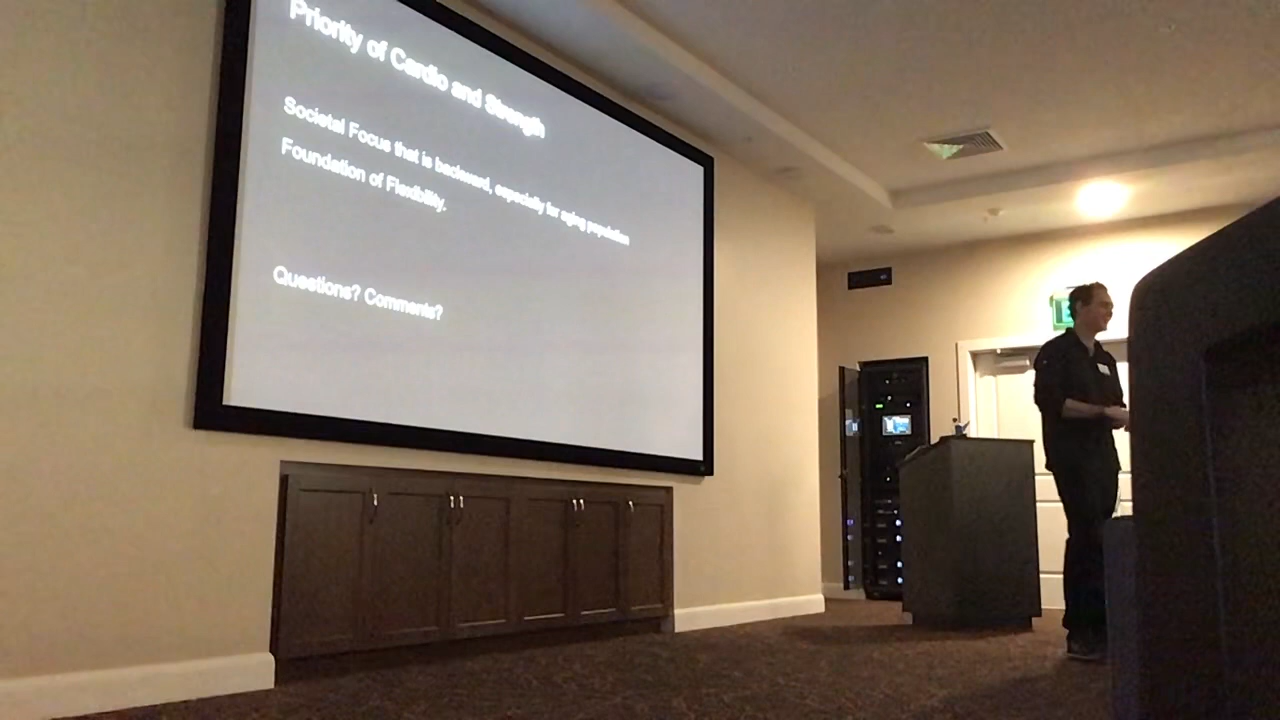 Priority of Cardio and Strength
Societal Focus that is backward, especially for aging population
Foundation of Flexibility.
Questions? Comments?